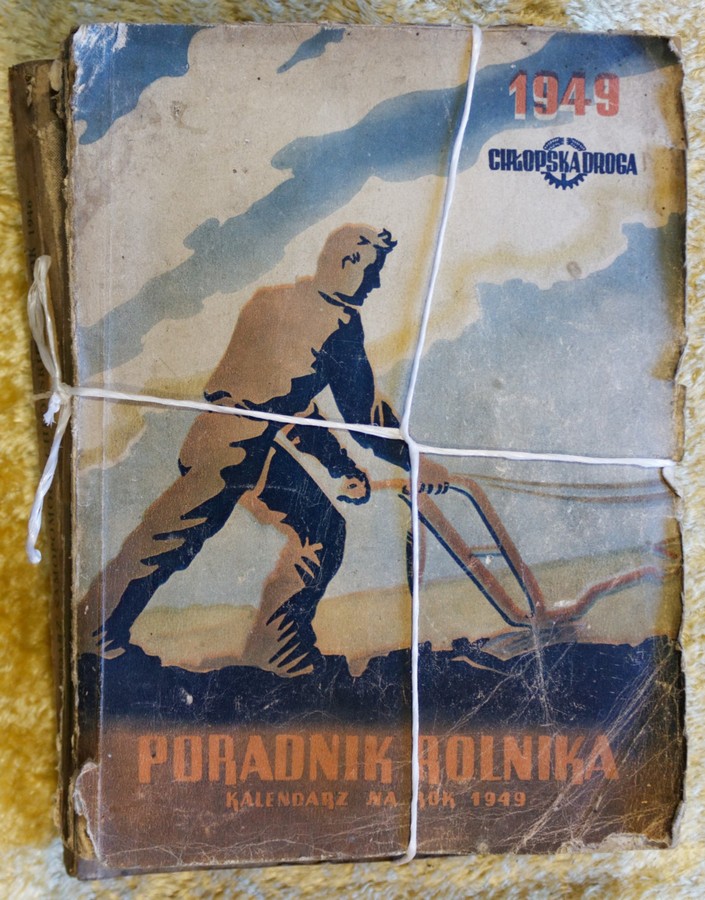 1949
CHŁOPSKA DROGA
PORADNIK ROLNIKA
KALENDARZ NA ROK 1949